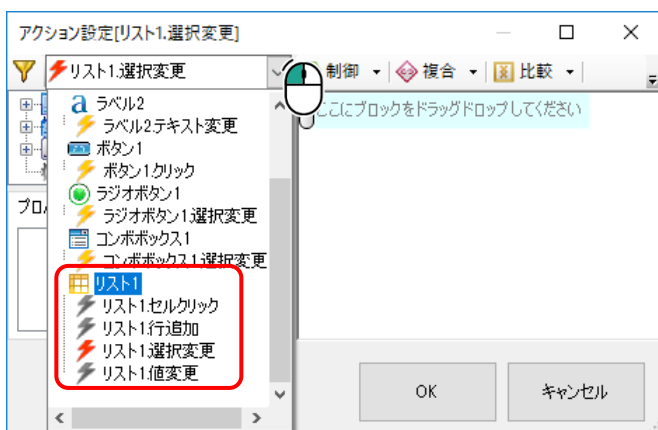 アクション設定[リスト1.選択変更]
リスト1.選択変更
制御
複合
比較
ここにブロックをドラッグドロップしてください
a ラベル2
ラベル2.テキスト変更
ボタン1
ボタン1.クリック
ラジオボタン1
ラジオボタン1.選択変更
コンボボックス1
コンボボックス1.選択変更
リスト1
リスト1.セルクリック
リスト1.行追加
リスト1.選択変更
リスト1.値変更
OK
キャンセル